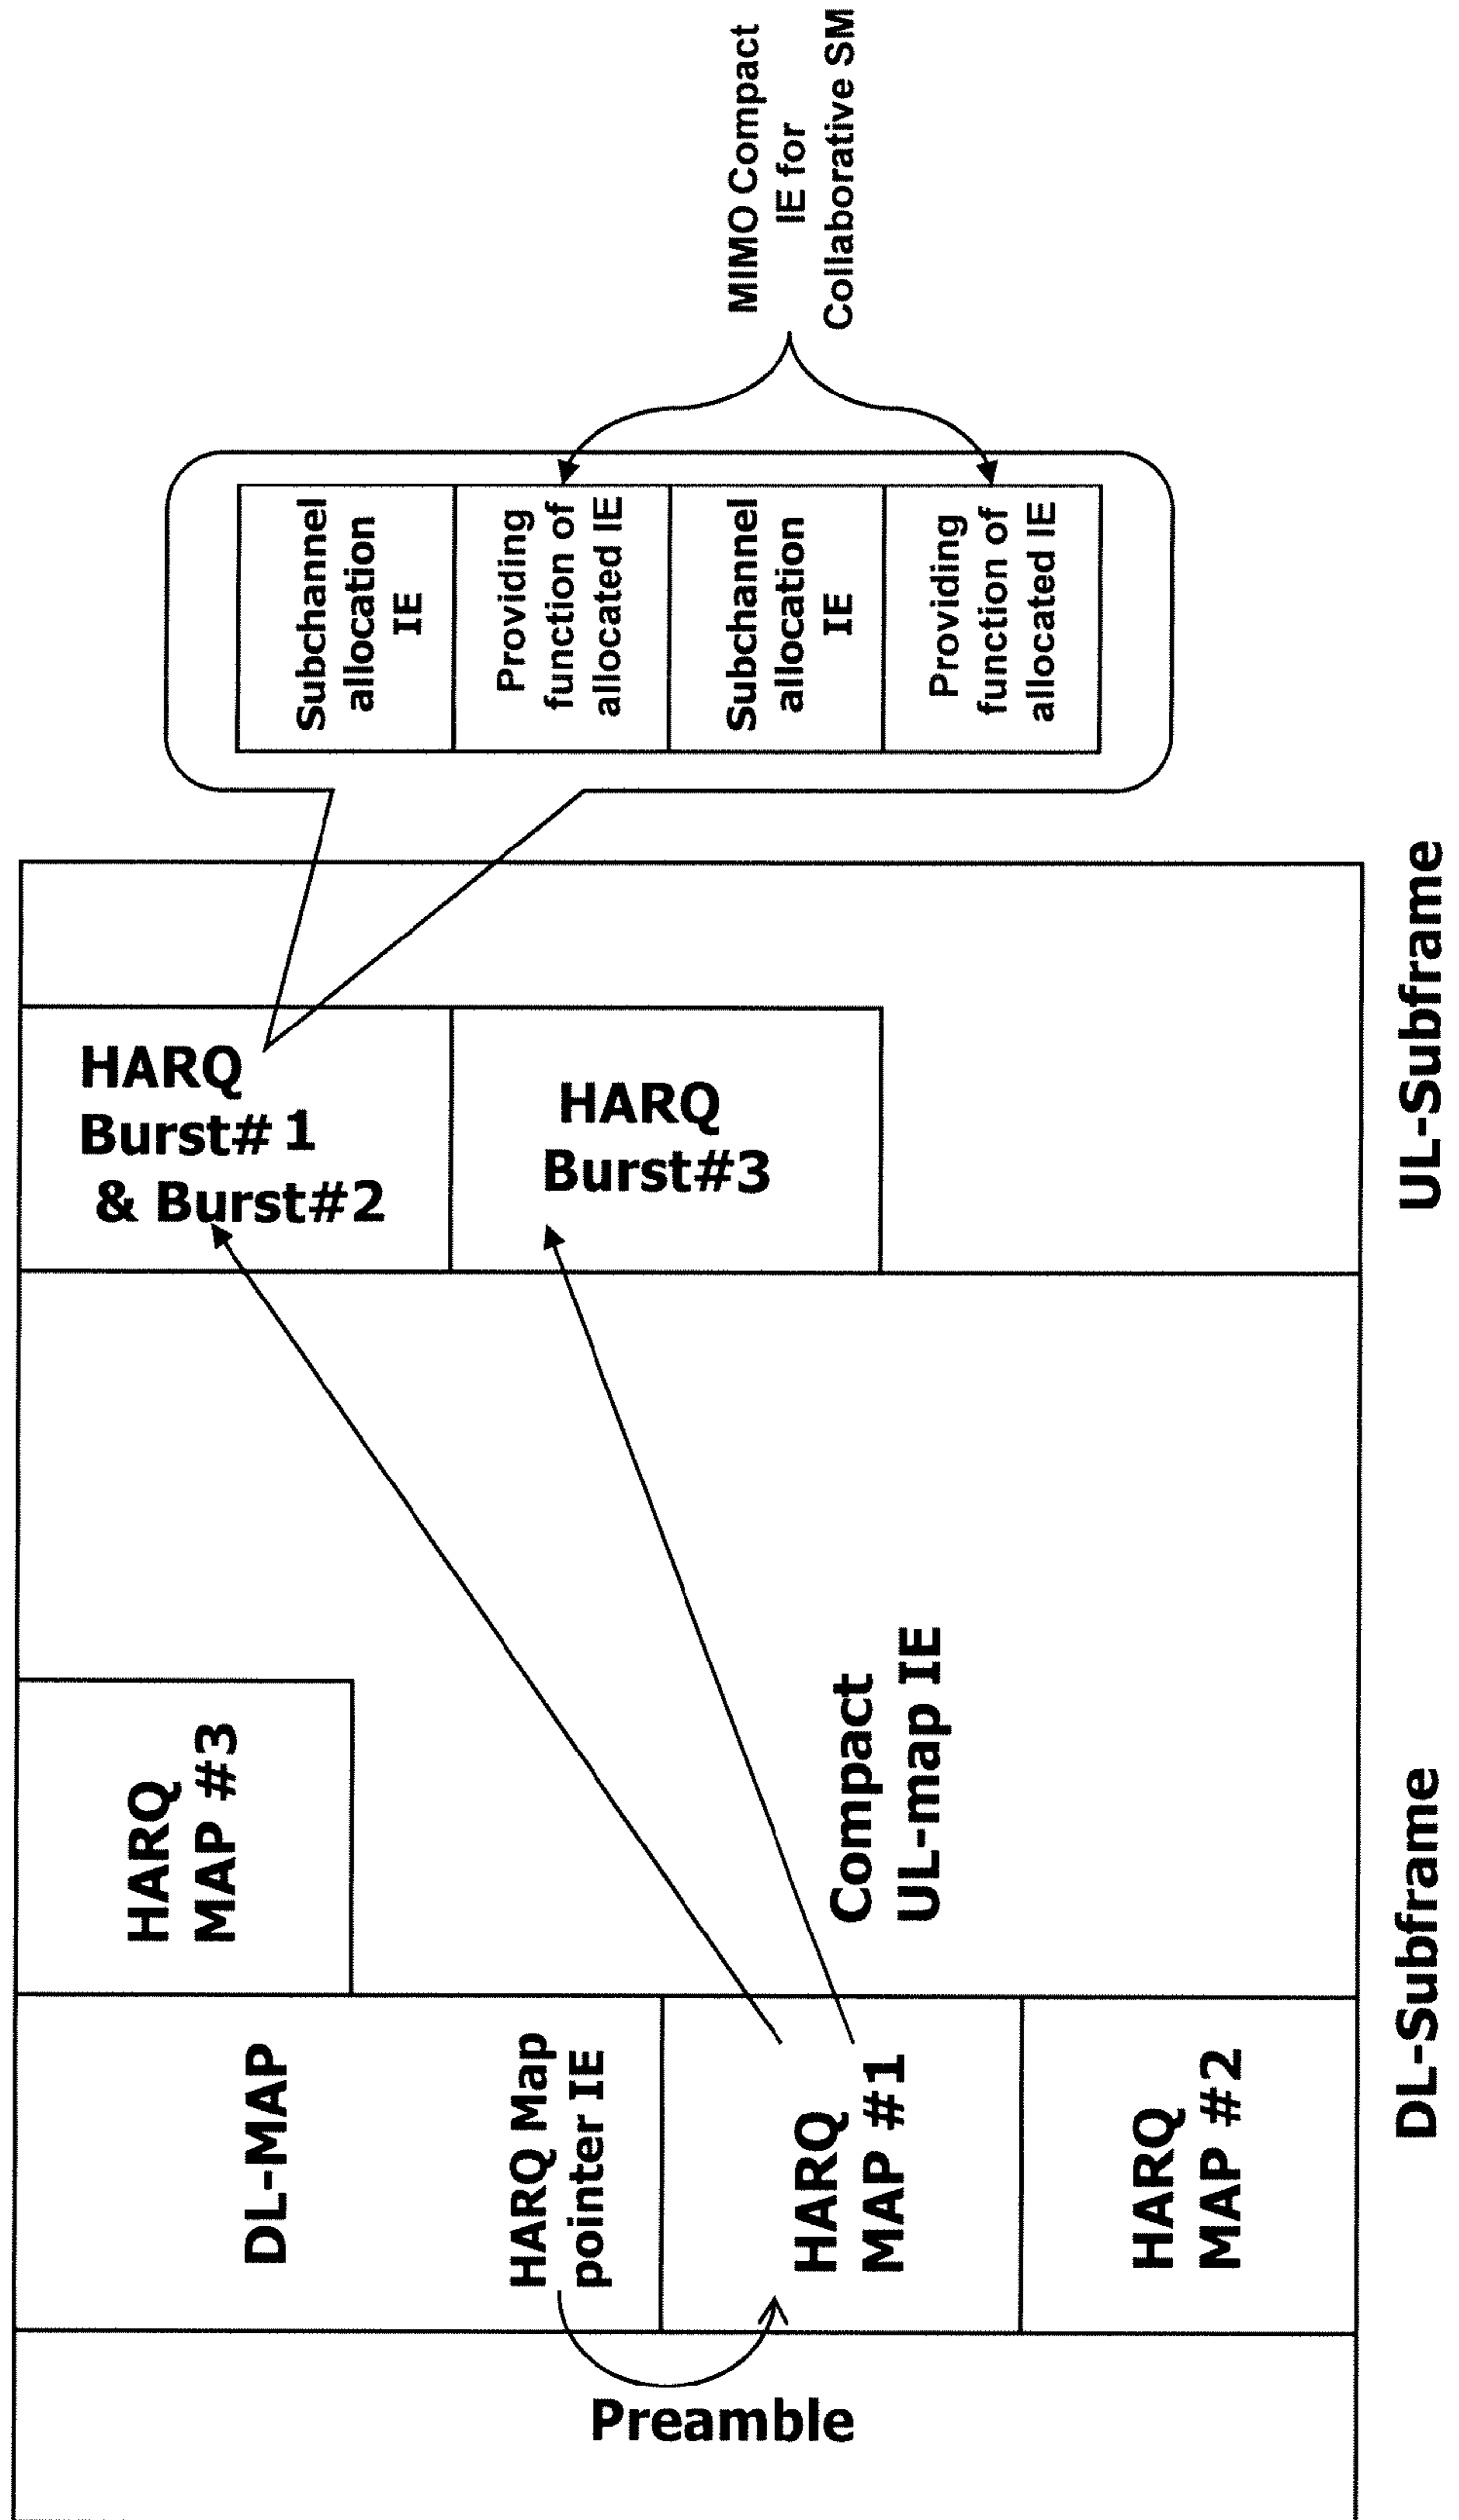 Preamble
DL-MAP
HARQ Map
pointer IE
HARQ
MAP #1
HARQ
MAP #2
HARQ
MAP #3
Compact
UL-map IE
DL-Subframe
HARQ
Burst#1
& Burst#2
HARQ
Burst#3
UL-Subframe
Subchannel
allocation
IE
Providing
function of
allocated IE
Subchannel
allocation
IE
Providing
function of
allocated IE
MIMO Compact
IE for
Collaborative SM